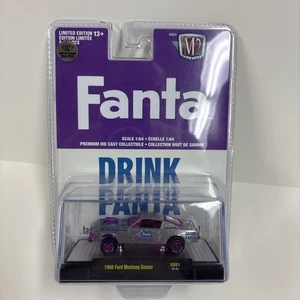 LIMITED EDITION 13+
EDITION LIMITÉE
M2
Fanta
SCALE 1:64 • ÉCHELLE 1:64
PREMIUM DIE CAST COLLECTIBLE • COLLECTION HAUT DE GAMME
DRINK
FANTA
1966 Ford Mustang Gasser